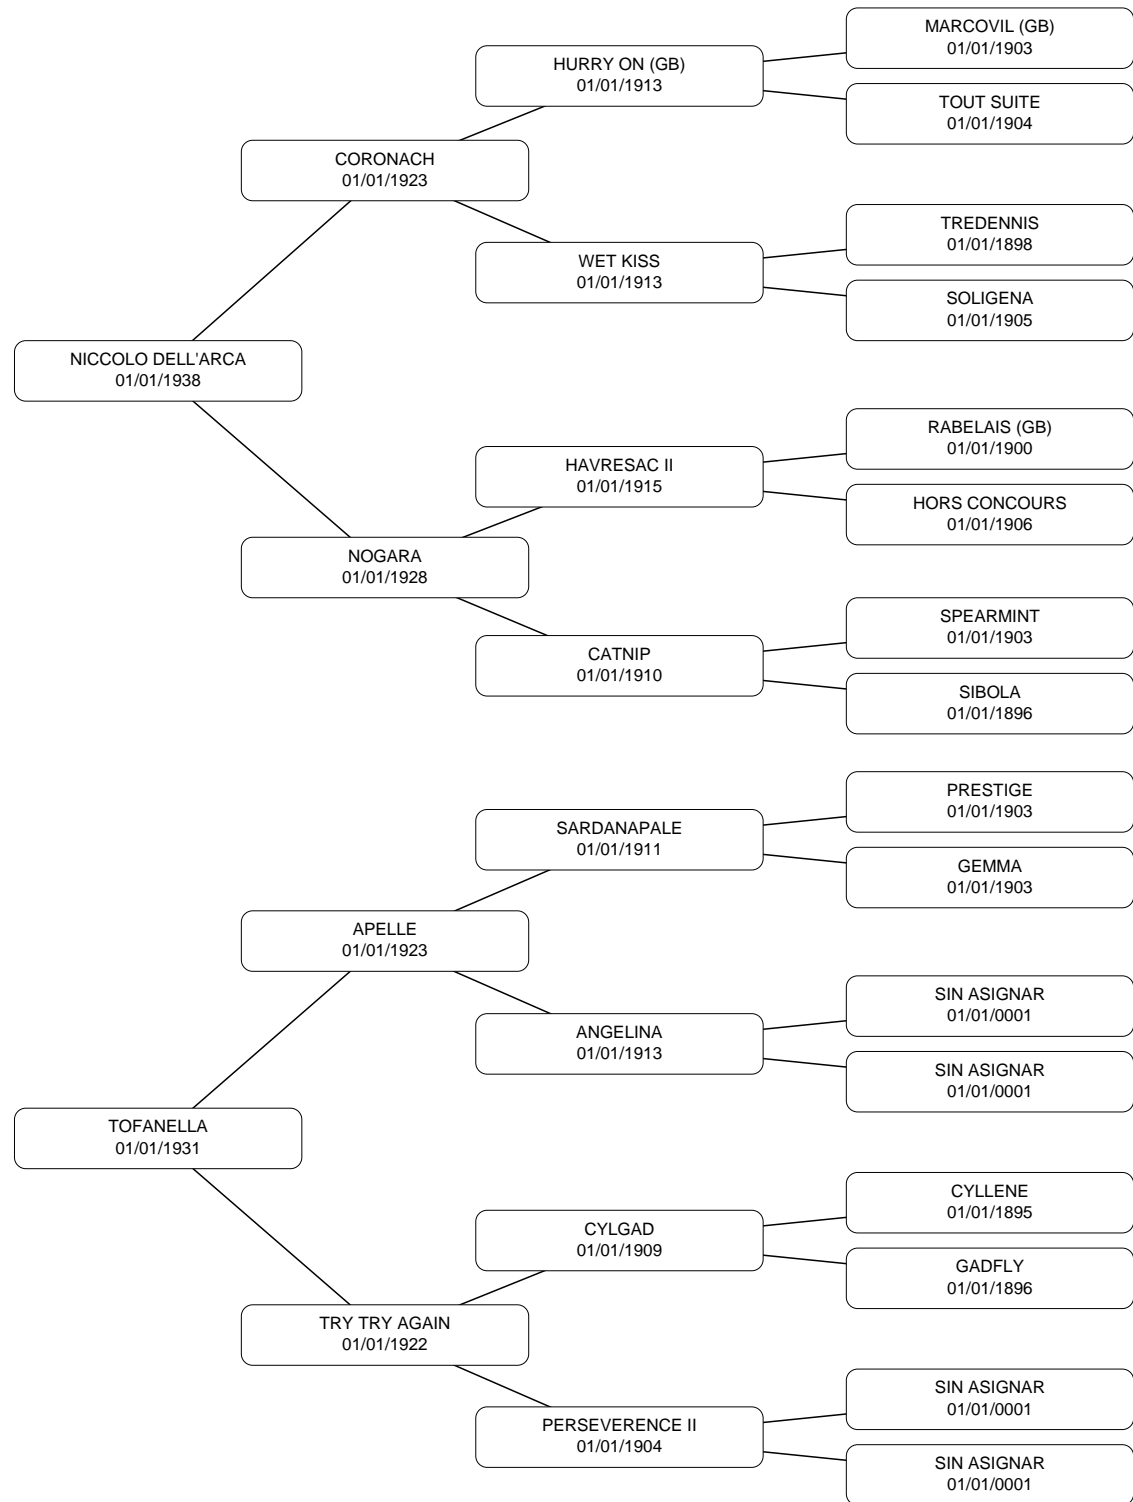 MARCOVIL (GB)
01/01/1903
HURRY ON (GB)
01/01/1913
TOUT SUITE
01/01/1904
CORONACH
01/01/1923
TREDENNIS
01/01/1898
WET KISS
01/01/1913
SOLIGENA
01/01/1905
NICCOLO DELL'ARCA
01/01/1938
RABELAIS (GB)
01/01/1900
HAVRESAC II
01/01/1915
HORS CONCOURS
01/01/1906
NOGARA
01/01/1928
SPEARMINT
01/01/1903
CATNIP
01/01/1910
SIBOLA
01/01/1896
PRESTIGE
01/01/1903
SARDANAPALE
01/01/1911
GEMMA
01/01/1903
APELLE
01/01/1923
SIN ASIGNAR
01/01/0001
ANGELINA
01/01/1913
SIN ASIGNAR
01/01/0001
TOFANELLA
01/01/1931
CYLLENE
01/01/1895
CYLGAD
01/01/1909
GADFLY
01/01/1896
TRY TRY AGAIN
01/01/1922
SIN ASIGNAR
01/01/0001
PERSEVERENCE II
01/01/1904
SIN ASIGNAR
01/01/0001